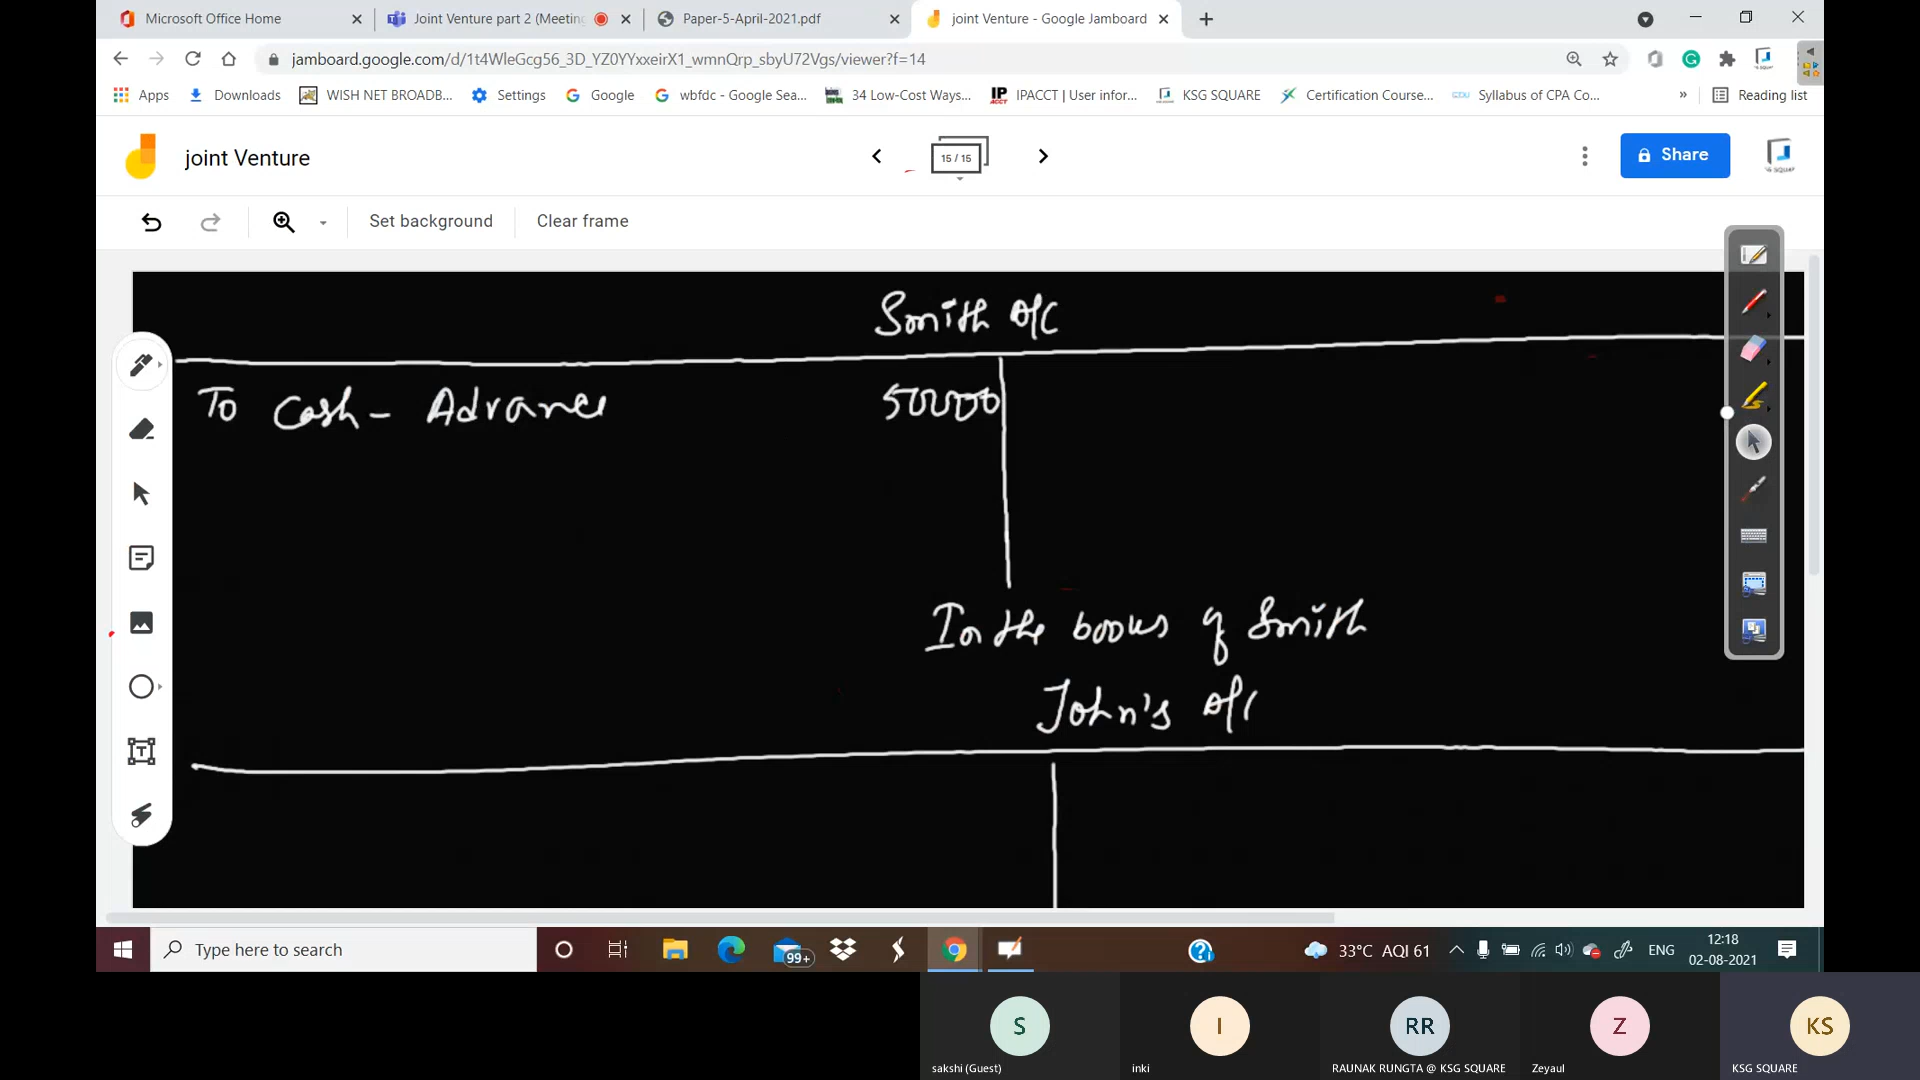 Microsoft Office Home
Joint Venture part 2 (Meetin
Paper-5-April-2021.pdf
joint Venture - Google Jamboard
jamboard.google.com/d/1t4WleGcg56_3D_YZ0YYxxeirX1_wmnQrp_sbyU72Vgs/viewer?f=14
Apps
Downloads
WISH NET BROADB...
Settings
Google
wbfdc - Google Sea...
34 Low-Cost Ways...
IPACCT | User infor...
KSG SQUARE
Certification Course...
Syllabus of CPA Co...
»
Reading list
joint Venture
15 / 15
Share
Set background
Clear frame
Smith A/C
To Cash - Advance 50000
In the books of Smith
John's A/C
Type here to search
99+
33°C AQI 61
ENG
12:18
02-08-2021
S
I
RR
Z
KS
sakshi (Guest)
inki
RAUNAK RUNGTA @ KSG SQUARE
Zeyaul
KSG SQUARE